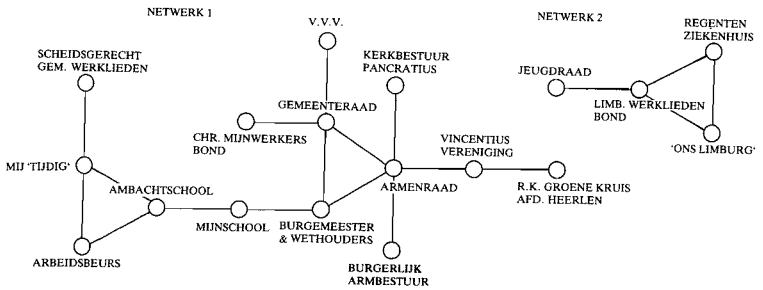 NETWERK 1
V.V.V.
SCHEIDSGERECHT
GEM. WERKLIEDEN
KERKBESTUUR
PANCRATIUS
GEMEENTERAAD
CHR. MIJNWERKERS
BOND
VINCENTIUS
VERENIGING
MIJ 'TIJDIG'
AMBACHTSCHOOL
ARMENRAAD
R.K. GROENE KRUIS
AFD. HEERLEN
MIJNSCHOOL
BURGEMEESTER
& WETHOUDERS
ARBEIDSBEURS
BURGERLIJK
ARMBESTUUR
NETWERK 2
REGENTEN
ZIEKENHUIS
JEUGDRAAD
LIMB. WERKLIEDEN
BOND
'ONS LIMBURG'